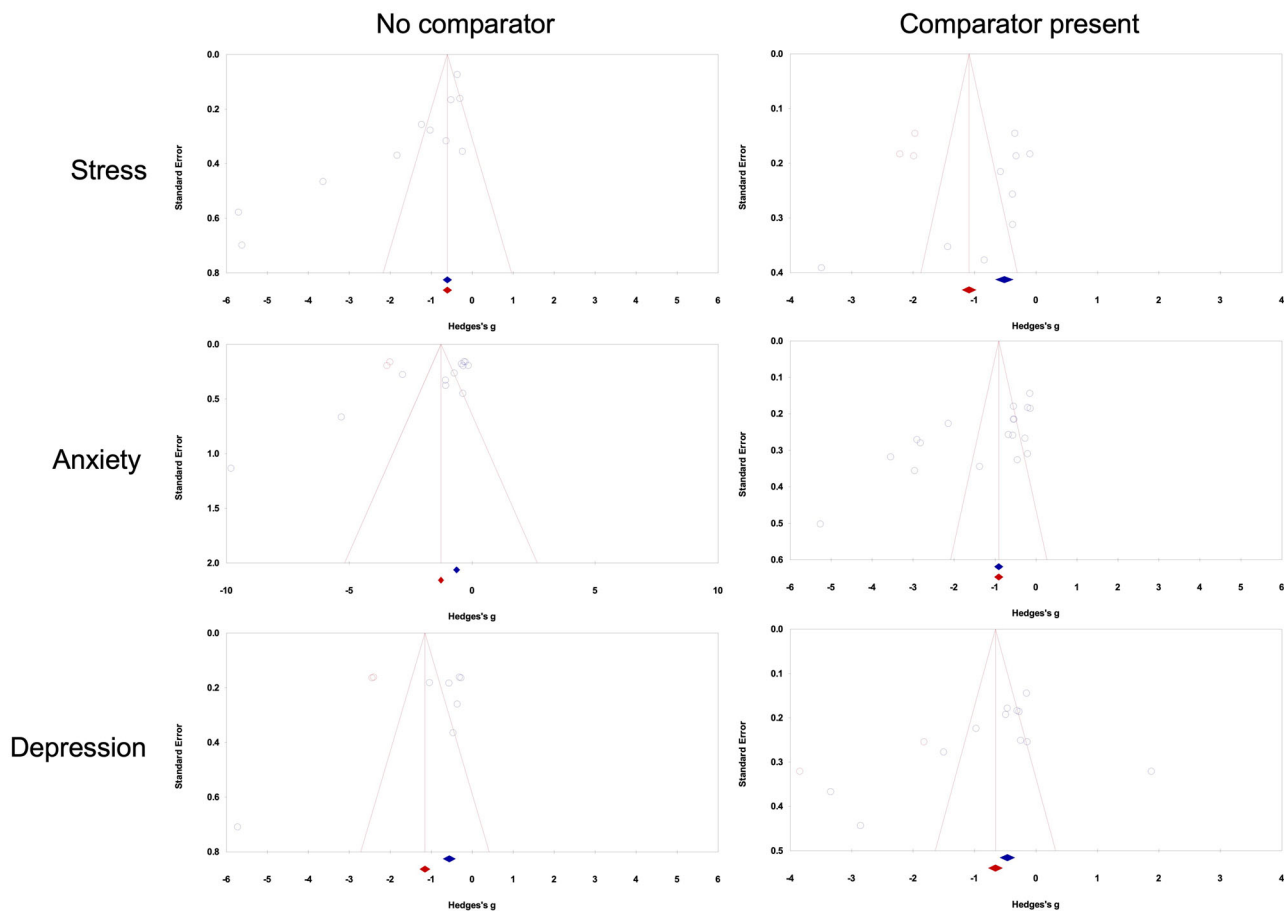 No comparator
Comparator present
Stress
Standard Error
0.0
0.2
0.4
0.6
0.8
-6 -5 -4 -3 -2 -1 0 1 2 3 4 5 6
Hedges's g
Standard Error
0.0
0.1
0.2
0.3
0.4
-4 -3 -2 -1 0 1 2 3 4
Hedges's g
Anxiety
Standard Error
0.0
0.5
1.0
1.5
2.0
-10 -5 0 5 10
Hedges's g
Standard Error
0.0
0.1
0.2
0.3
0.4
0.5
0.6
-6 -5 -4 -3 -2 -1 0 1 2 3 4 5 6
Hedges's g
Depression
Standard Error
0.0
0.2
0.4
0.6
0.8
-6 -5 -4 -3 -2 -1 0 1 2 3 4 5 6
Hedges's g
Standard Error
0.0
0.1
0.2
0.3
0.4
0.5
-4 -3 -2 -1 0 1 2 3 4
Hedges's g